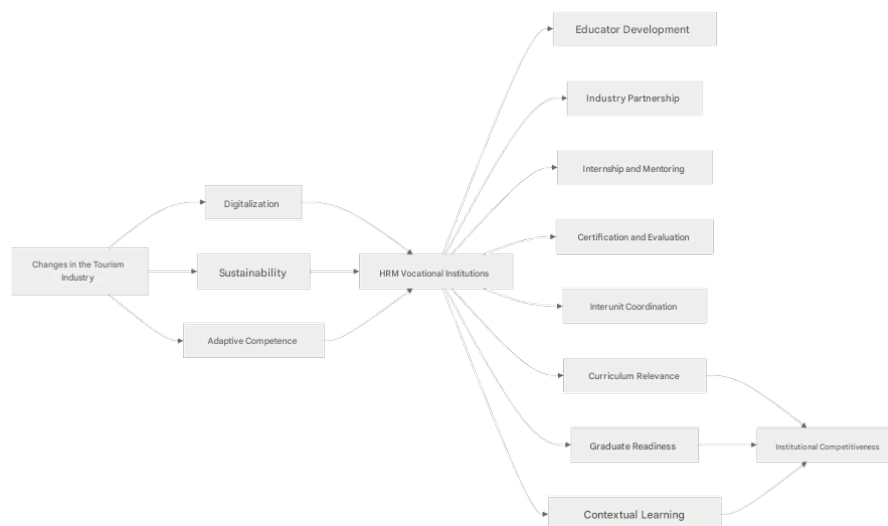 Educator Development
Industry Partnership
Internship and Mentoring
Digitalization
Certification and Evaluation
Changes in the Tourism
Industry
Sustainability
HRM Vocational Institutions
Interunit Coordination
Adaptive Competence
Curriculum Relevance
Graduate Readiness
Institutional Competitiveness
Contextual Learning